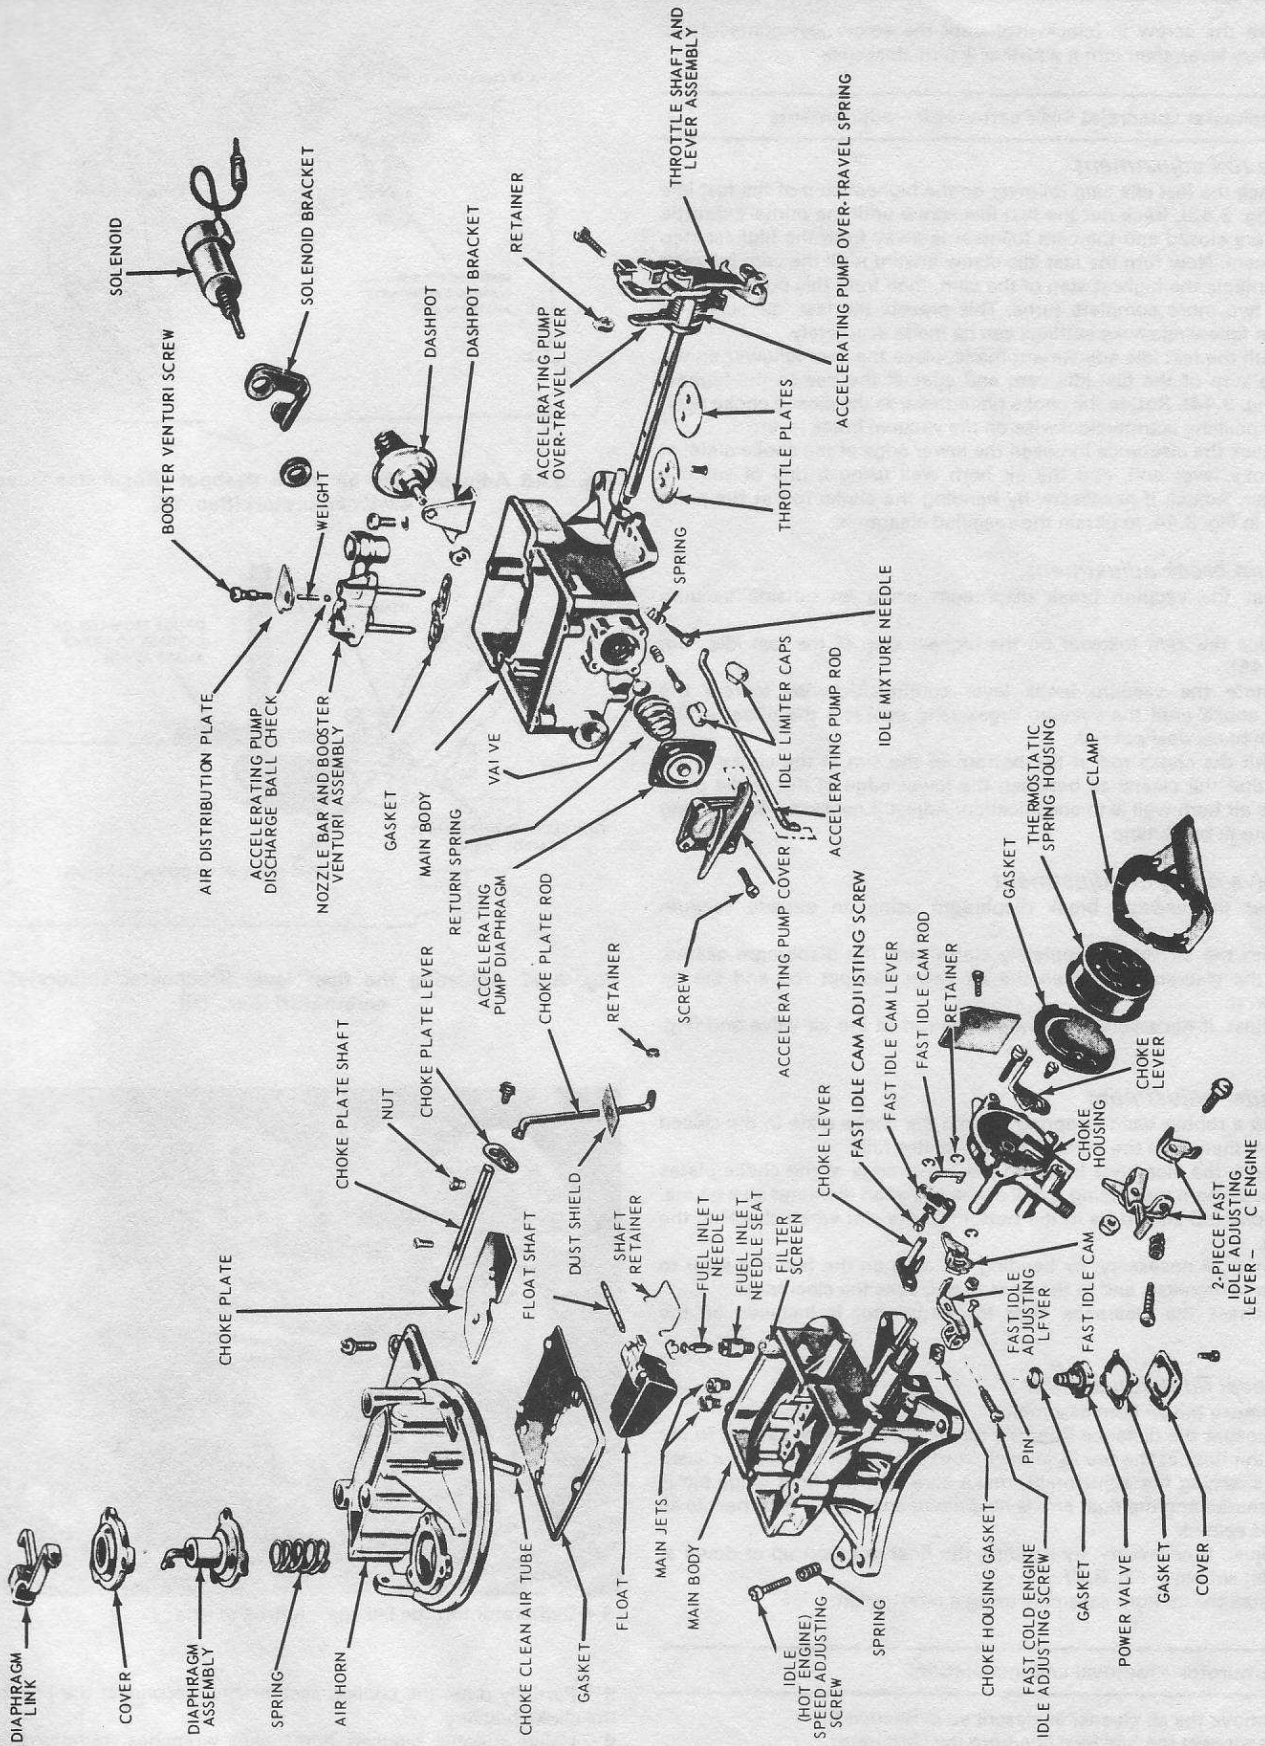 DIAPHRAGM
LINK
COVER
DIAPHRAGM
ASSEMBLY
SPRING
AIR HORN
CHOKE CLEAN AIR TUBE
GASKET
FLOAT
MAIN JETS
MAIN BODY
IDLE
(HOT ENGINE)
SPEED ADJUSTING
SCREW
SPRING
CHOKE HOUSING GASKET
FAST COLD ENGINE
IDLE ADJUSTING SCREW
GASKET
POWER VALVE
GASKET
COVER
PIN
CHOKE PLATE
CHOKE PLATE SHAFT
NUT
CHOKE PLATE LEVER
CHOKE PLATE ROD
RETAINER
FLOAT SHAFT
DUST SHIELD
SHAFT
RETAINER
FUEL INLET
NEEDLE
FUEL INLET
NEEDLE SEAT
FILTER
SCREEN
CHOKE LEVER
FAST IDLE CAM ADJUSTING SCREW
FAST IDLE CAM LEVER
FAST IDLE CAM ROD
RETAINER
GASKET
THERMOSTATIC
SPRING HOUSING
CLAMP
CHOKE
LEVER
CHOKE
HOUSING
FAST IDLE
ADJUSTING
LEVER
FAST IDLE CAM
2-PIECE FAST
IDLE ADJUSTING
LEVER – C ENGINE
SOLENOID
SOLENOID BRACKET
BOOSTER VENTURI SCREW
WEIGHT
AIR DISTRIBUTION PLATE
ACCELERATING PUMP
DISCHARGE BALL CHECK
NOZZLE BAR AND BOOSTER
VENTURI ASSEMBLY
GASKET
MAIN BODY
RETURN SPRING
ACCELERATING
PUMP DIAPHRAGM
VAI VE
SCREW
ACCELERATING PUMP COVER
ACCELERATING PUMP ROD
IDLE LIMITER CAPS
IDLE MIXTURE NEEDLE
SPRING
DASHPOT
DASHPOT BRACKET
RETAINER
ACCELERATING PUMP
OVER-TRAVEL LEVER
THROTTLE PLATES
ACCELERATING PUMP OVER-TRAVEL SPRING
THROTTLE SHAFT AND
LEVER ASSEMBLY